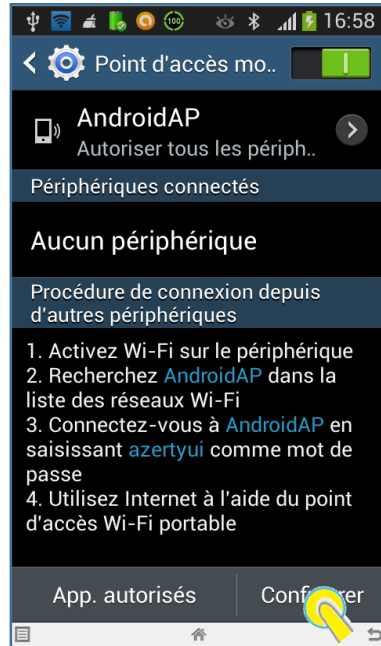 100 16:58
Point d'accès mo..
AndroidAP
Autoriser tous les périph..
Périphériques connectés
Aucun périphérique
Procédure de connexion depuis
d'autres périphériques
1. Activez Wi-Fi sur le périphérique
2. Recherchez AndroidAP dans la
liste des réseaux Wi-Fi
3. Connectez-vous à AndroidAP en
saisissant azertyui comme mot de
passe
4. Utilisez Internet à l'aide du point
d'accès Wi-Fi portable
App. autorisés